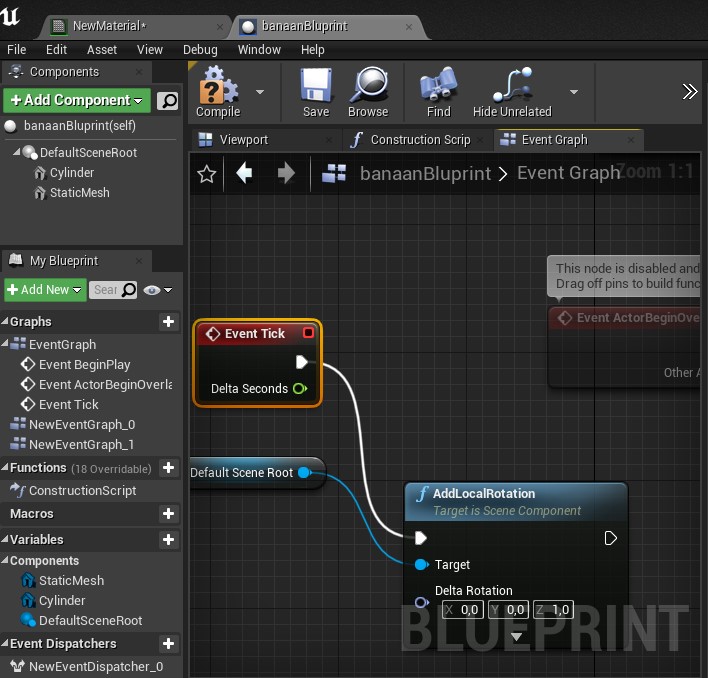 NewMaterial*
banaanBluprint
File Edit Asset View Debug Window Help
Components
+ Add Component
banaanBluprint(self)
DefaultSceneRoot
Cylinder
StaticMesh
My Blueprint
+ Add New
Sear
Graphs
EventGraph
Event BeginPlay
Event ActorBeginOverla
Event Tick
NewEventGraph_0
NewEventGraph_1
Functions (18 Overridable)
ConstructionScript
Macros
Variables
Components
StaticMesh
Cylinder
DefaultSceneRoot
Event Dispatchers
NewEventDispatcher_0
Compile
Save
Browse
Find
Hide Unrelated
Viewport
Construction Scrip
Event Graph
banaanBluprint > Event Graph
Zoom 1:1
This node is disabled and
Drag off pins to build func
Event ActorBeginOve
Other A
Event Tick
Delta Seconds
Default Scene Root
AddLocalRotation
Target is Scene Component
Target
Delta Rotation
X 0,0 Y 0,0 Z 1,0
BLUEPRINT